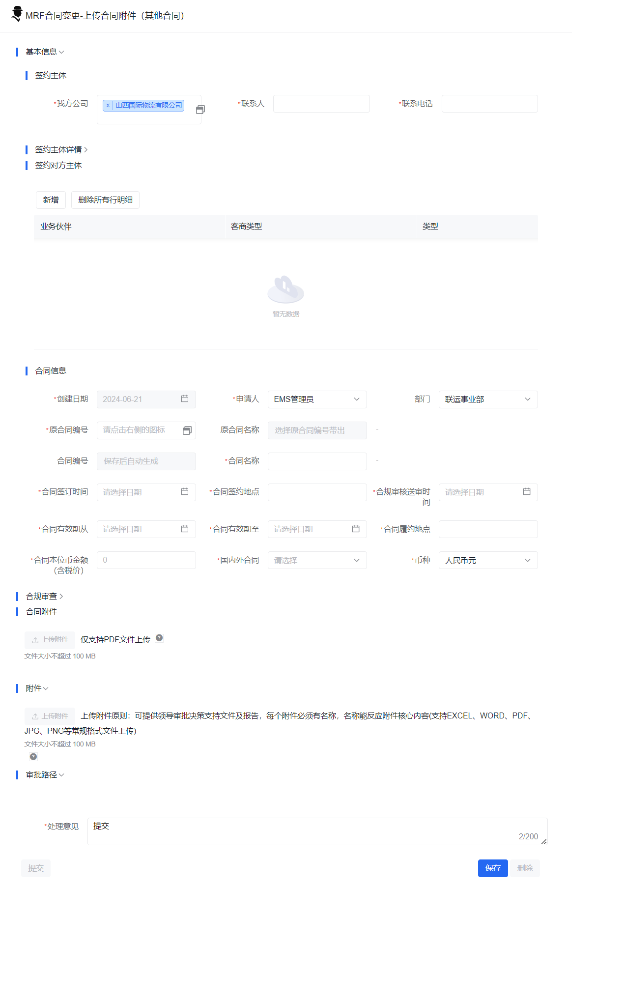 MRF合同变更-上传合同附件（其他合同）
基本信息
签约主体
*我方公司 x 山西国际物流有限公司 *联系人 *联系电话
签约主体详情
签约对方主体
新增 删除所有行明细
业务伙伴 客商类型 类型
暂无数据
合同信息
*创建日期 2024-06-21 *申请人 EMS管理员 部门 联运事业部
*原合同编号 请点击右侧的图标 原合同名称 选择原合同编号带出 -
合同编号 保存后自动生成 *合同名称 -
*合同签订时间 请选择日期 *合同签约地点 *合规审核送审时 请选择日期
间
*合同有效期从 请选择日期 *合同有效期至 请选择日期 *合同履约地点
*合同本位币金额 0 *国内外合同 请选择 *币种 人民币元
（含税价）
合规审查
合同附件
上传附件 仅支持PDF文件上传 ?
文件大小不超过 100 MB
附件
上传附件 上传附件原则：可提供领导审批决策支持文件及报告，每个附件必须有名称，名称能反应附件核心内容(支持EXCEL、WORD、PDF、
JPG、PNG等常规格式文件上传)
文件大小不超过 100 MB
?
审批路径
*处理意见 提交
2/200
提交 保存 删除